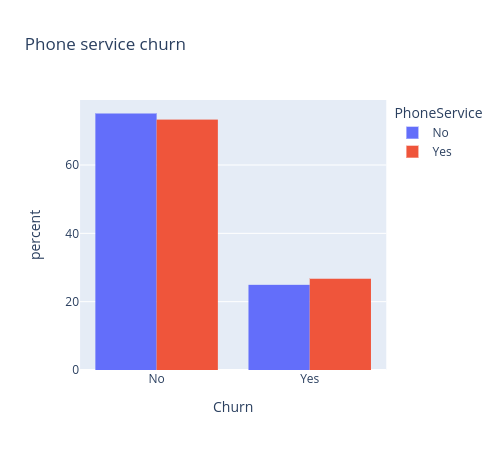 Phone service churn
PhoneService
No
Yes
percent
60
40
20
0
No
Yes
Churn